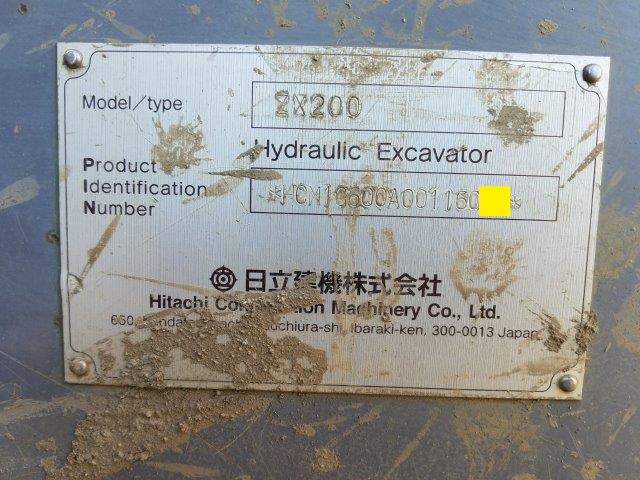 Model/type ZX200
Hydraulic Excavator
Product
Identification
Number
日立建機株式会社
Hitachi Machinery Co., Ltd.
Ibaraki-ken, 300-0013 Japan